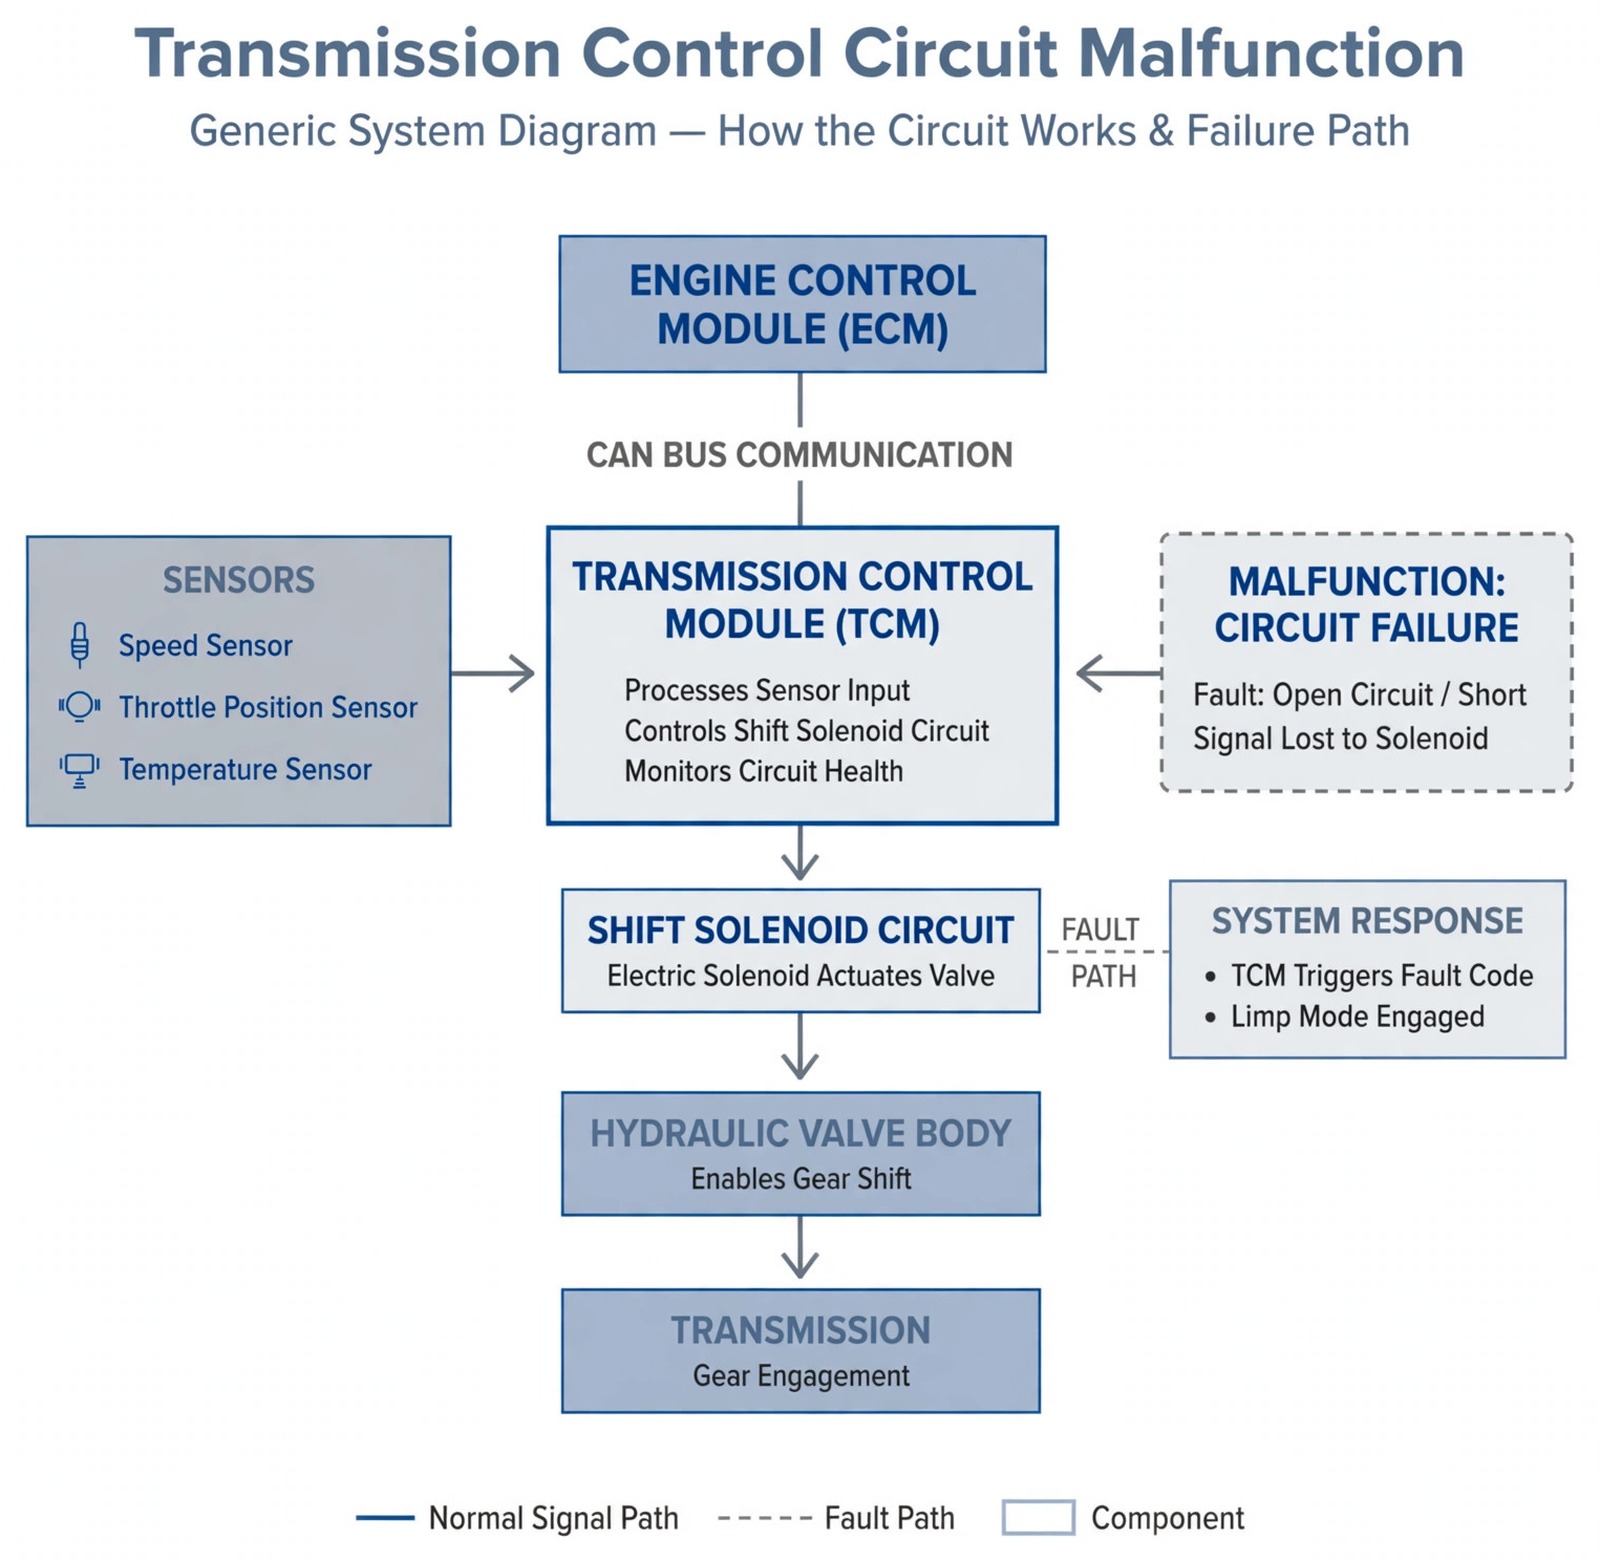 Transmission Control Circuit Malfunction
Generic System Diagram — How the Circuit Works & Failure Path
ENGINE CONTROL
MODULE (ECM)
CAN BUS COMMUNICATION
SENSORS
Speed Sensor
Throttle Position Sensor
Temperature Sensor
TRANSMISSION CONTROL
MODULE (TCM)
Processes Sensor Input
Controls Shift Solenoid Circuit
Monitors Circuit Health
MALFUNCTION:
CIRCUIT FAILURE
Fault: Open Circuit / Short
Signal Lost to Solenoid
SHIFT SOLENOID CIRCUIT
Electric Solenoid Actuates Valve
FAULT
PATH
SYSTEM RESPONSE
• TCM Triggers Fault Code
• Limp Mode Engaged
HYDRAULIC VALVE BODY
Enables Gear Shift
TRANSMISSION
Gear Engagement
Normal Signal Path
Fault Path
Component